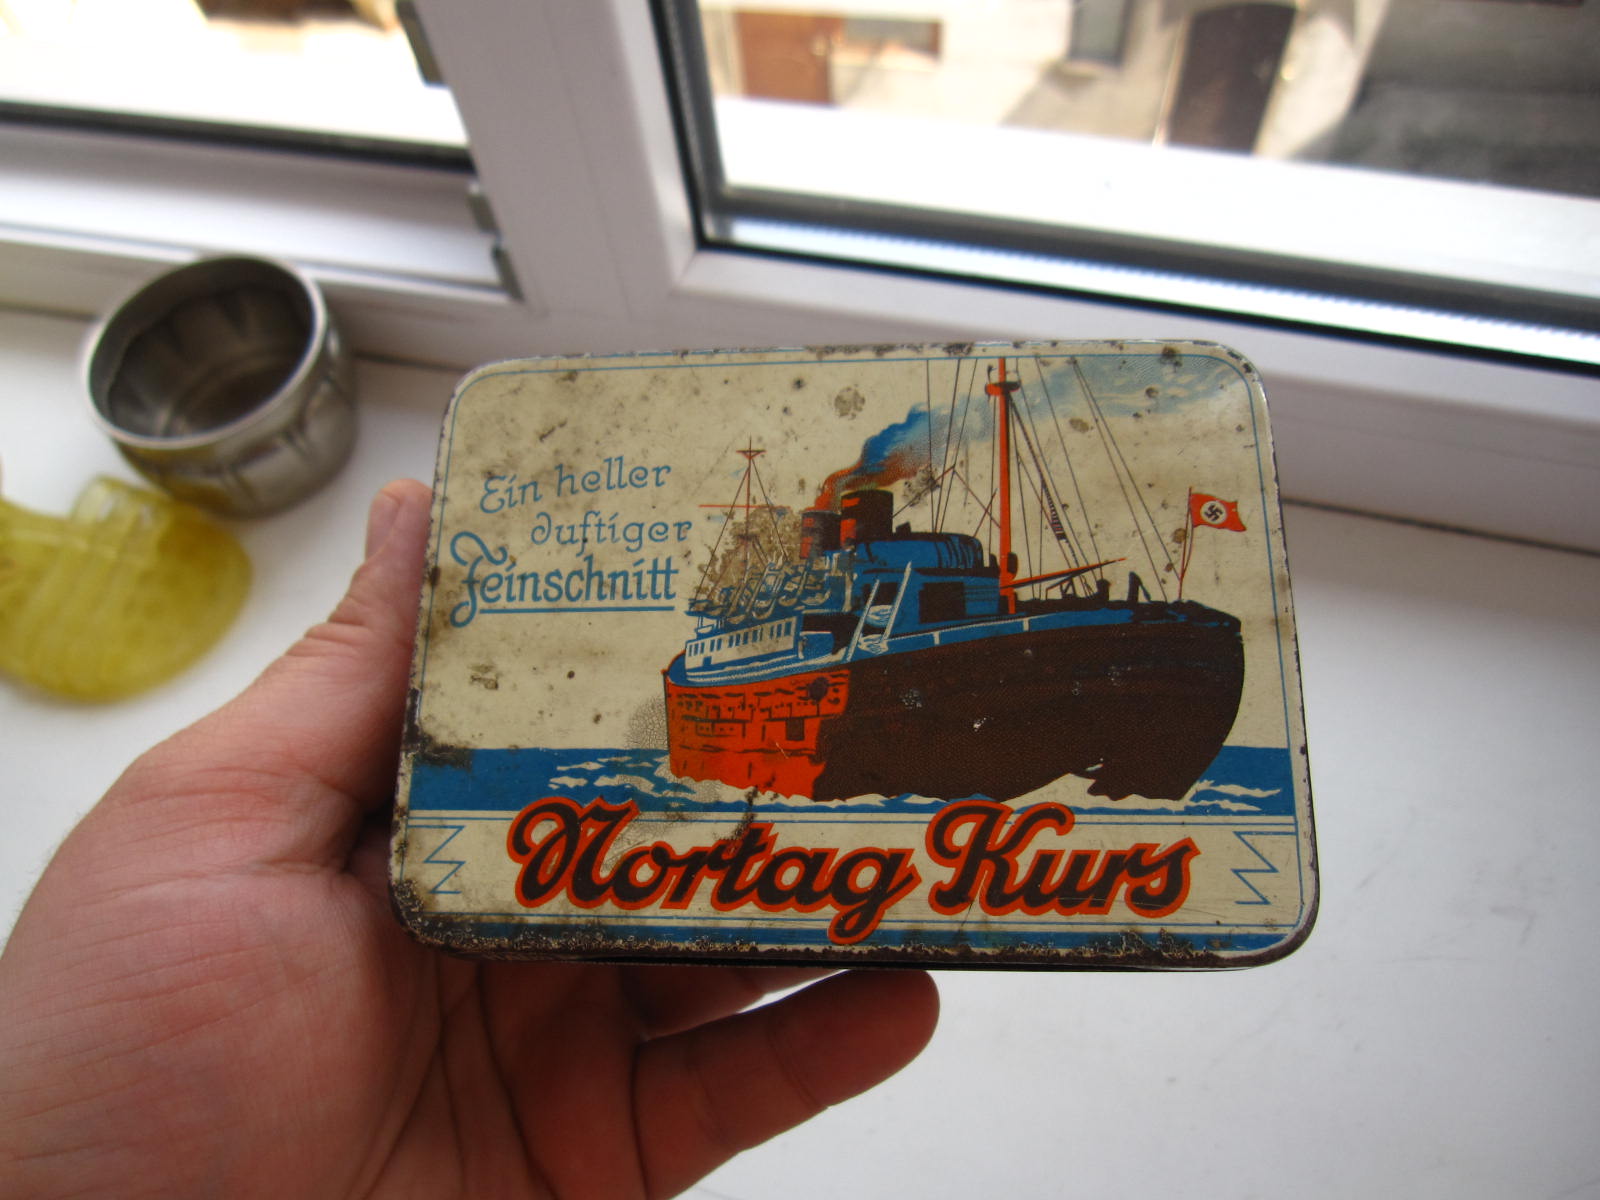 Ein heller
duftiger
Feinschnitt
Nortag Kurs